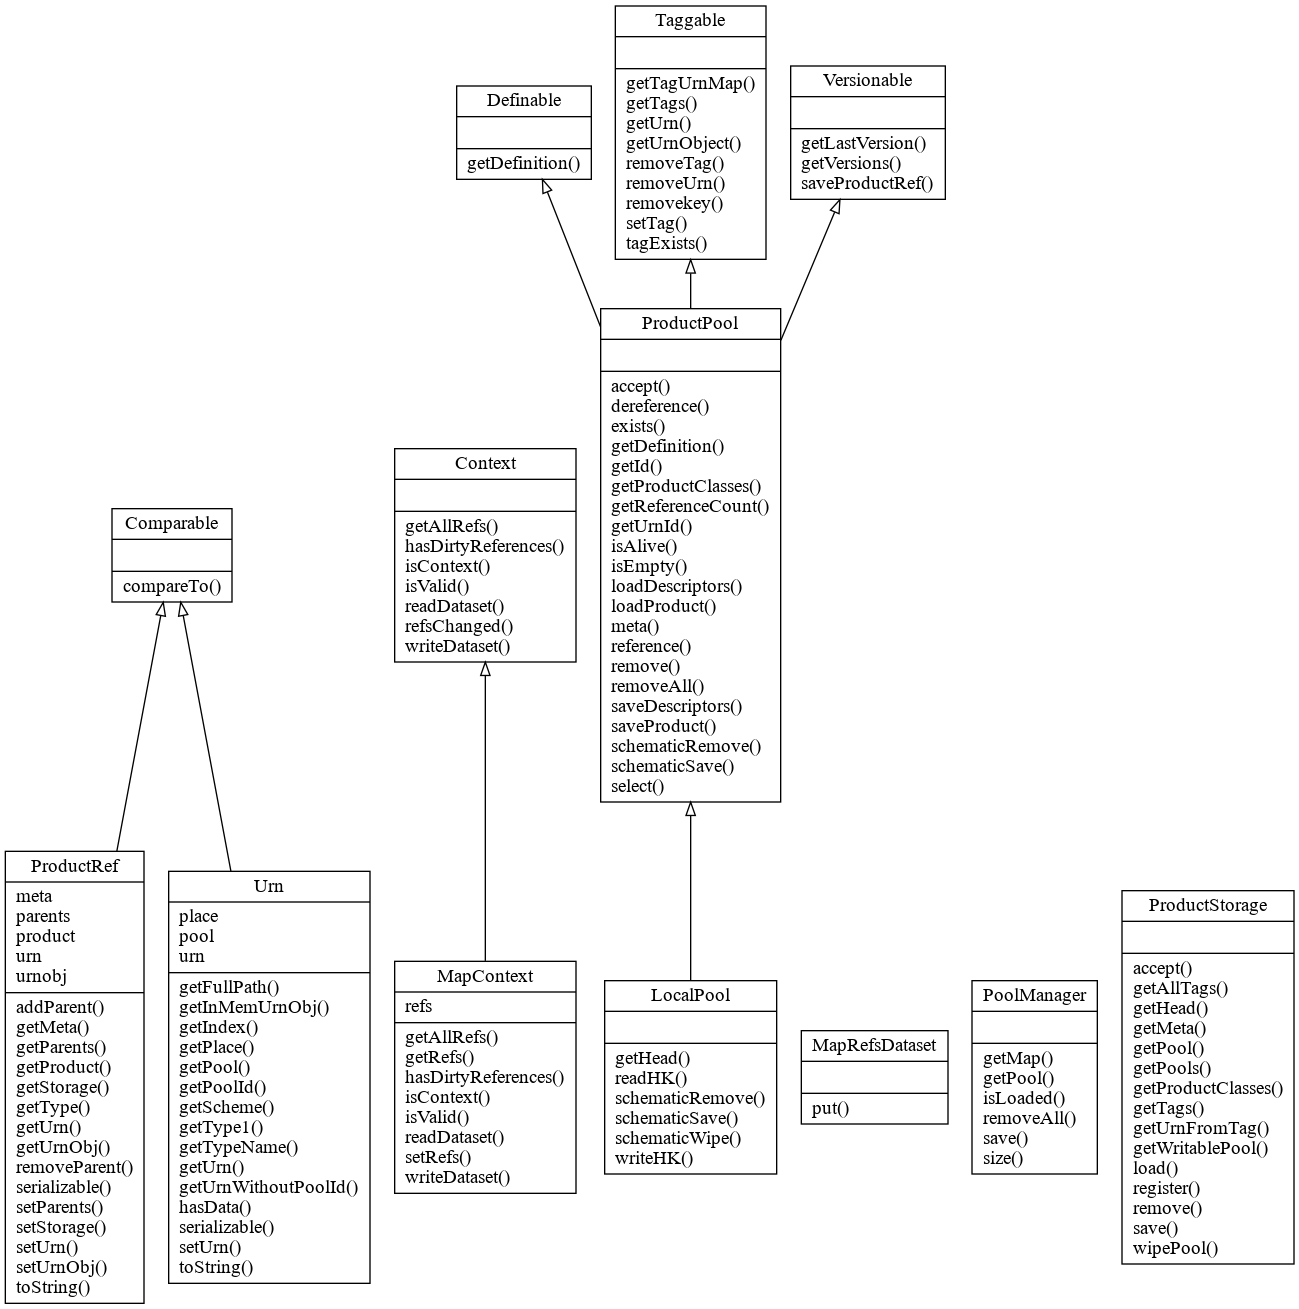 Taggable
getTagUrnMap()
getTags()
getUrn()
getUrnObject()
removeTag()
removeUrn()
removekey()
setTag()
tagExists()
Definable
getDefinition()
Versionable
getLastVersion()
getVersions()
saveProductRef()
ProductPool
accept()
dereference()
exists()
getDefinition()
getId()
getProductClasses()
getReferenceCount()
getUrnId()
isAlive()
isEmpty()
loadDescriptors()
loadProduct()
meta()
reference()
remove()
removeAll()
saveDescriptors()
saveProduct()
schematicRemove()
schematicSave()
select()
Context
getAllRefs()
hasDirtyReferences()
isContext()
isValid()
readDataset()
refsChanged()
writeDataset()
Comparable
compareTo()
ProductRef
meta
parents
product
urn
urnobj
addParent()
getMeta()
getParents()
getProduct()
getStorage()
getType()
getUrn()
getUrnObj()
removeParent()
serializable()
setParents()
setStorage()
setUrn()
setUrnObj()
toString()
Urn
place
pool
urn
getFullPath()
getInMemUrnObj()
getIndex()
getPlace()
getPool()
getPoolId()
getScheme()
getType1()
getTypeName()
getUrn()
getUrnWithoutPoolId()
hasData()
serializable()
setUrn()
toString()
MapContext
refs
getAllRefs()
getRefs()
hasDirtyReferences()
isContext()
isValid()
readDataset()
setRefs()
writeDataset()
LocalPool
getHead()
readHK()
schematicRemove()
schematicSave()
schematicWipe()
writeHK()
MapRefsDataset
put()
PoolManager
getMap()
getPool()
isLoaded()
removeAll()
save()
size()
ProductStorage
accept()
getAllTags()
getHead()
getMeta()
getPool()
getPools()
getProductClasses()
getTags()
getUrnFromTag()
getWritablePool()
load()
register()
remove()
save()
wipePool()